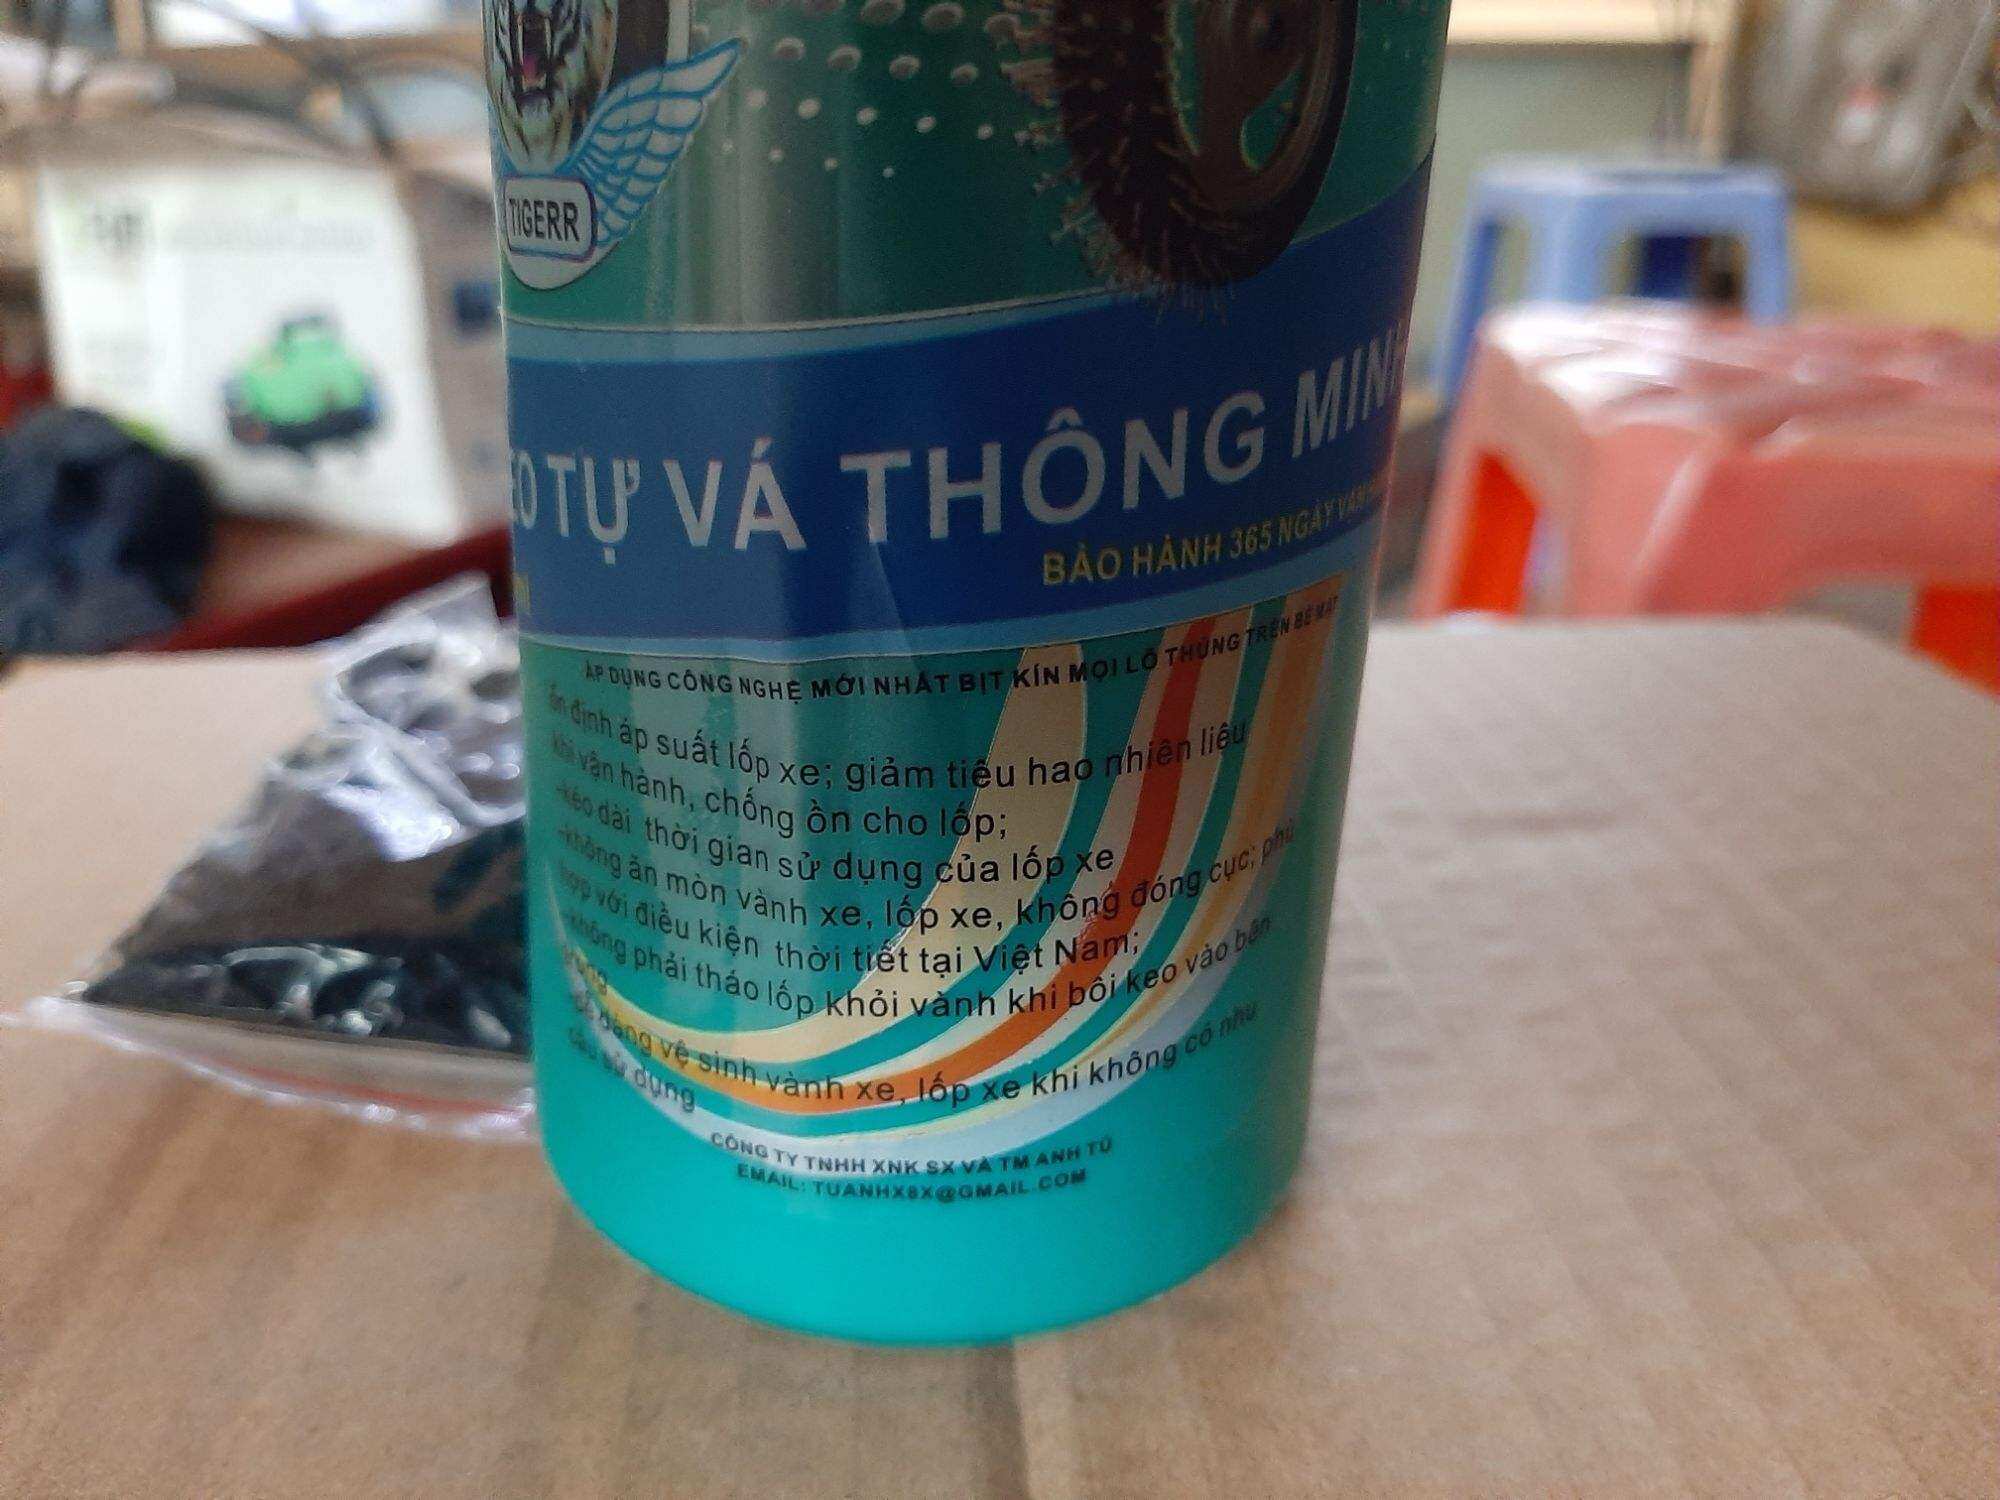 TIGERR
TỰ VÁ THÔNG MINH
BẢO HÀNH 365 NGÀY
ÁP DỤNG CÔNG NGHỆ MỚI NHẤT BỊT KÍN MỌI LỖ THỦNG TRÊN BỀ MẶT
ổn định áp suất lốp xe; giảm tiêu hao nhiên liêu
khi vận hành, chống ồn cho lốp;
-kéo dài thời gian sử dụng của lốp xe
-không ăn mòn vành xe, lốp xe, không đóng cục; phù
hợp với điều kiện thời tiết tại Việt Nam;
-không phải tháo lốp khỏi vành khi bôi keo vào bên
trong
-dễ dàng vệ sinh vành xe, lốp xe khi không có nhu
cầu sử dụng
CÔNG TY TNHH XNK SX VÀ TM ANH TÚ
EMAIL: TUANHX8X@GMAIL.COM